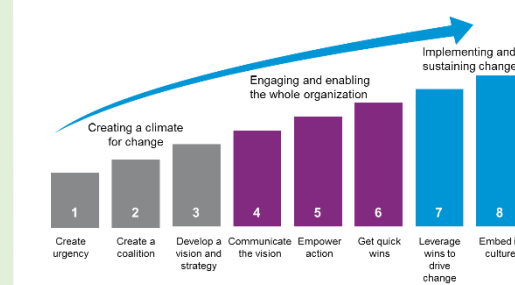 Implementing and
sustaining change
Engaging and enabling
the whole organization
Creating a climate
for change
1
2
3
4
5
6
7
8
Create
urgency
Create a
coalition
Develop a
vision and
strategy
Communicate
the vision
Empower
action
Get quick
wins
Leverage
wins to
drive
change
Embed
culture